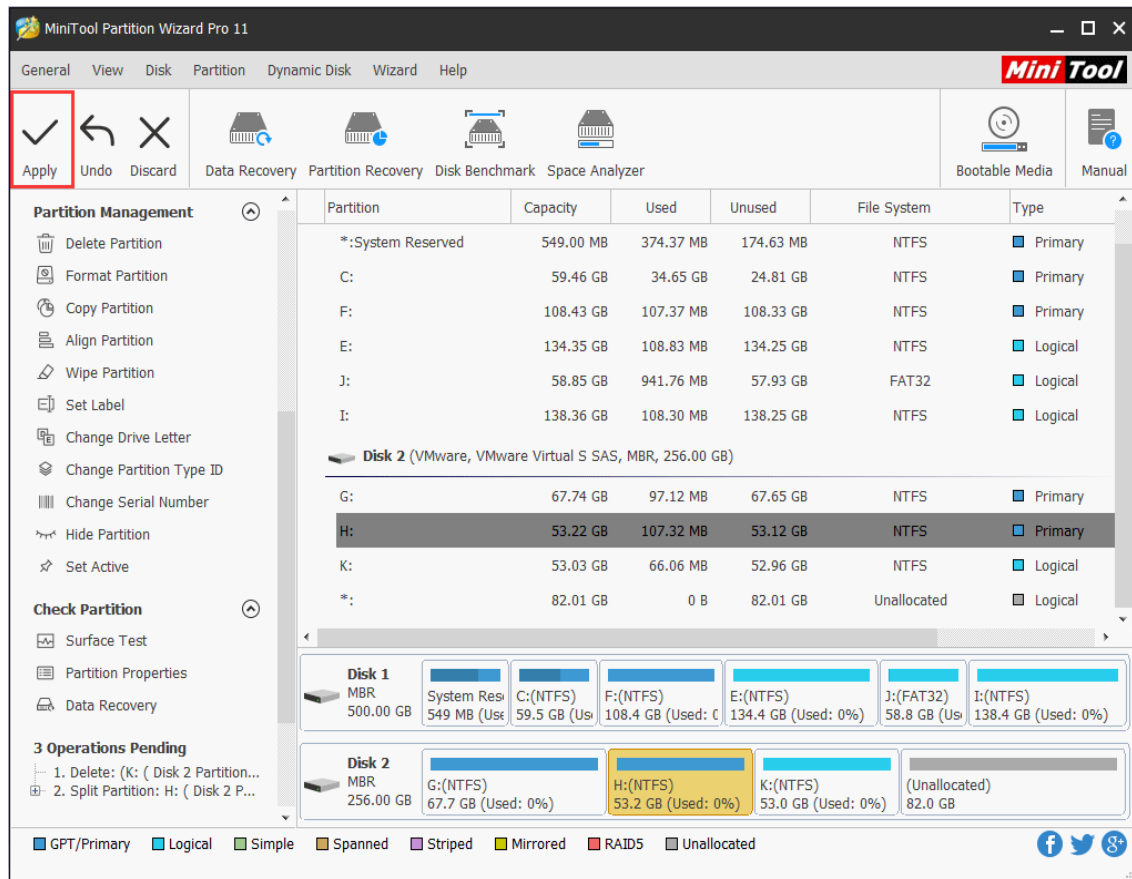 MiniTool Partition Wizard Pro 11
General View Disk Partition Dynamic Disk Wizard Help
Mini Tool
Apply Undo Discard Data Recovery Partition Recovery Disk Benchmark Space Analyzer Bootable Media Manual
Partition Management
Delete Partition
Format Partition
Copy Partition
Align Partition
Wipe Partition
Set Label
Change Drive Letter
Change Partition Type ID
Change Serial Number
Hide Partition
Set Active
Check Partition
Surface Test
Partition Properties
Data Recovery
3 Operations Pending
1. Delete: (K: ( Disk 2 Partition...
2. Split Partition: H: ( Disk 2 P...
Partition Capacity Used Unused File System Type
*:System Reserved 549.00 MB 374.37 MB 174.63 MB NTFS Primary
C: 59.46 GB 34.65 GB 24.81 GB NTFS Primary
F: 108.43 GB 107.37 MB 108.33 GB NTFS Primary
E: 134.35 GB 108.83 MB 134.25 GB NTFS Logical
J: 58.85 GB 941.76 MB 57.93 GB FAT32 Logical
I: 138.36 GB 108.30 MB 138.25 GB NTFS Logical
Disk 2 (VMware, VMware Virtual S SAS, MBR, 256.00 GB)
G: 67.74 GB 97.12 MB 67.65 GB NTFS Primary
H: 53.22 GB 107.32 MB 53.12 GB NTFS Primary
K: 53.03 GB 66.06 MB 52.96 GB NTFS Logical
*: 82.01 GB 0 B 82.01 GB Unallocated Logical
Disk 1
MBR
500.00 GB
System Rese
549 MB (Use
C:(NTFS)
59.5 GB (Use
F:(NTFS)
108.4 GB (Used: 0
E:(NTFS)
134.4 GB (Used: 0%)
J:(FAT32)
58.8 GB (Use
I:(NTFS)
138.4 GB (Used: 0%)
Disk 2
MBR
256.00 GB
G:(NTFS)
67.7 GB (Used: 0%)
H:(NTFS)
53.2 GB (Used: 0%)
K:(NTFS)
53.0 GB (Used: 0%)
(Unallocated)
82.0 GB
GPT/Primary Logical Simple Spanned Striped Mirrored RAID5 Unallocated